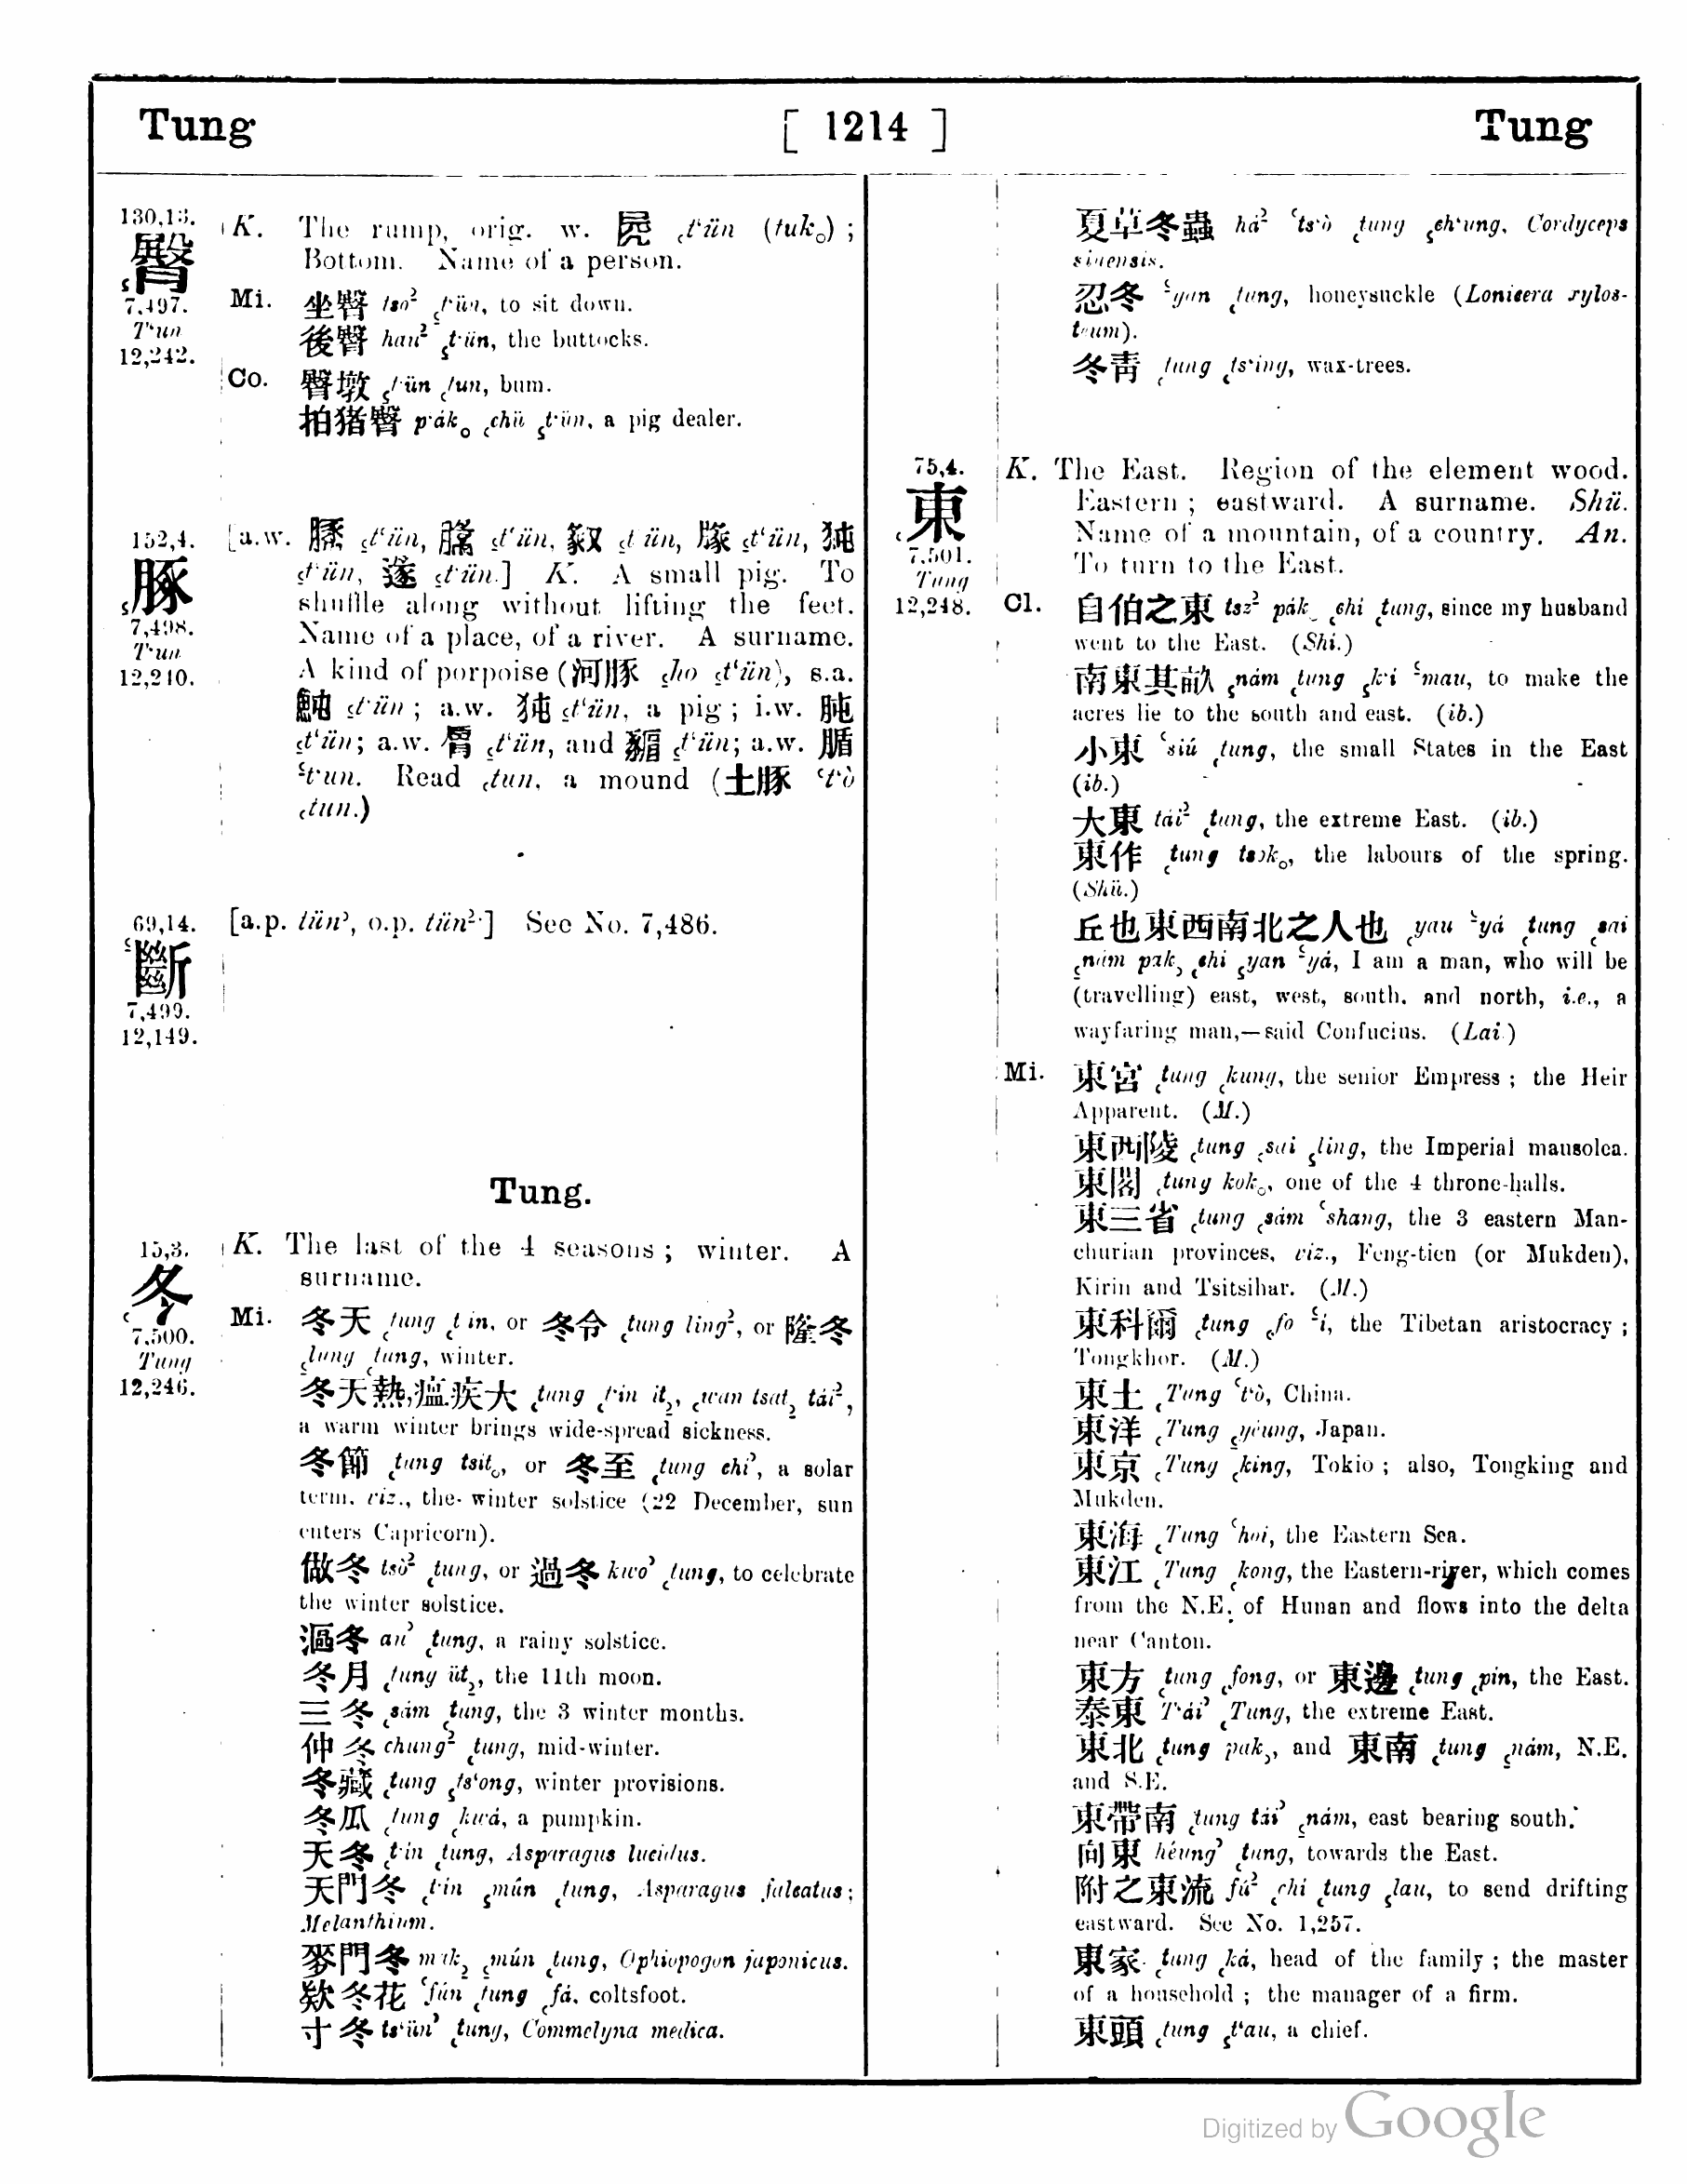 Tung [ 1214 ] Tung
130,13.
臀
7,497.
T‘un
12,242.
K. The rump, orig. w. 𡱂 ꜀t‘ün (tuk。) ;
Bottom. Name of a person.
Mi. 坐臀 tso² ꜁t‘ün, to sit down.
後臀 hau² ꜁t‘ün, the buttocks.
Co. 臀墩 ꜁t‘ün ꜀tun, bum.
拍猪臀 p‘ák。 ꜀chü ꜁t‘ün, a pig dealer.
152,4.
豚
7,498.
T‘un
12,240.
[a.w. ꜁t‘ün, ꜁t‘ün, ꜁t‘ün, ꜁t‘ün, 㹠
꜁t‘ün, ꜁t‘ün.] K. A small pig. To
shuffle along without lifting the feet.
Name of a place, of a river. A surname.
A kind of porpoise (河豚 ꜁ho ꜁t‘ün), s.a.
魨 ꜁t‘ün ; a.w. 㹠 ꜁t‘ün, a pig ; i.w. 肫
꜁t‘ün; a.w. ꜁t‘ün, and ꜁t‘ün; a.w. 腯
t‘un. Read ꜀tun, a mound (土豚 ꜂t‘ò
꜀tun.)
69,14.
斷
7,499.
12,149.
[a.p. tün꜄, o.p. tün²] See No. 7,486.
Tung.
15,3.
冬
7,500.
Tung
12,246.
K. The last of the 4 seasons ; winter. A
surname.
Mi. 冬天 ꜀tung ꜀t‘in, or 冬令 ꜀tung ling², or 隆冬
꜁lung ꜀tung, winter.
冬天熱,瘟疾大 ꜀tung ꜀t‘in it₂, ꜀wan tsat₂ tái²,
a warm winter brings wide-spread sickness.
冬節 ꜀tung tsit。, or 冬至 ꜀tung chi꜄, a solar
term, viz., the winter solstice (22 December, sun
enters Capricorn).
做冬 tsò² ꜀tung, or 過冬 kwo꜄ ꜀tung, to celebrate
the winter solstice.
漚冬 au꜄ ꜀tung, a rainy solstice.
冬月 ꜀tung üt₂, the 11th moon.
三冬 ꜀sám ꜀tung, the 3 winter months.
仲冬 chung² ꜀tung, mid-winter.
冬藏 ꜀tung ꜁ts‘ong, winter provisions.
冬瓜 ꜀tung ꜀kwá, a pumpkin.
天冬 ꜀t‘in ꜀tung, Asparagus lucidus.
天門冬 ꜀t‘in ꜁mún ꜀tung, Asparagus falcatus;
Melanthium.
麥門冬 mak₂ ꜁mún ꜀tung, Ophiopogon japonicus.
欵冬花 ꜂fún ꜀tung ꜀fá, coltsfoot.
寸冬 ts‘ün꜄ ꜀tung, Commelyna medica.
夏草冬蟲 há² ꜂ts‘ò ꜀tung ꜁ch‘ung, Cordyceps
sinensis.
忍冬 yan ꜀tung, honeysuckle (Lonicera xylos-
teum).
冬靑 ꜀tung ꜀ts‘ing, wax-trees.
75,4.
東
7,501.
Tung
12,248.
K. The East. Region of the element wood.
Eastern ; eastward. A surname. Shü.
Name of a mountain, of a country. An.
To turn to the East.
Cl. 自伯之東 tsz² pák ꜀chi ꜀tung, since my husband
went to the East. (Shi.)
南東其畝 ꜁nám ꜀tung ꜁k‘i ꜂mau, to make the
acres lie to the south and east. (ib.)
小東 ꜂siú ꜀tung, the small States in the East
(ib.)
大東 tái² ꜀tung, the extreme East. (ib.)
東作 ꜀tung tsok。, the labours of the spring.
(Shü.)
丘也東西南北之人也 ꜀yau yá ꜀tung ꜀sai
꜁nám pak꜆ ꜀chi ꜁yan yá, I am a man, who will be
(travelling) east, west, south, and north, i.e., a
wayfaring man,—said Confucius. (Lai.)
Mi. 東宮 ꜀tung ꜀kung, the senior Empress ; the Heir
Apparent. (M.)
東西陵 ꜀tung ꜀sai ꜁ling, the Imperial mausolea.
東閣 ꜀tung kok。, one of the 4 throne-halls.
東三省 ꜀tung ꜀sám ꜂shang, the 3 eastern Man-
churian provinces, viz., Feng-tien (or Mukden),
Kirin and Tsitsihar. (M.)
東科爾 ꜀tung ꜀fo i, the Tibetan aristocracy ;
Tongkhor. (M.)
東土 ꜀Tung ꜂t‘ò, China.
東洋 ꜀Tung ꜁yéung, Japan.
東京 ꜀Tung ꜀king, Tokio ; also, Tongking and
Mukden.
東海 ꜀Tung ꜂hoi, the Eastern Sea.
東江 ꜀Tung ꜀kong, the Eastern-river, which comes
from the N.E. of Hunan and flows into the delta
near Canton.
東方 ꜀tung ꜀fong, or 東邊 ꜀tung ꜀pin, the East.
泰東 T‘ái꜄ ꜀Tung, the extreme East.
東北 ꜀tung pak꜆, and 東南 ꜀tung ꜁nám, N.E.
and S.E.
東帶南 ꜀tung tái꜄ ꜁nám, east bearing south.
向東 héung꜄ ꜀tung, towards the East.
附之東流 fú² ꜀chi ꜀tung ꜁lau, to send drifting
eastward. See No. 1,257.
東家 ꜀tung ꜀ká, head of the family ; the master
of a household ; the manager of a firm.
東頭 ꜀tung ꜁t‘au, a chief.
Digitized by Google